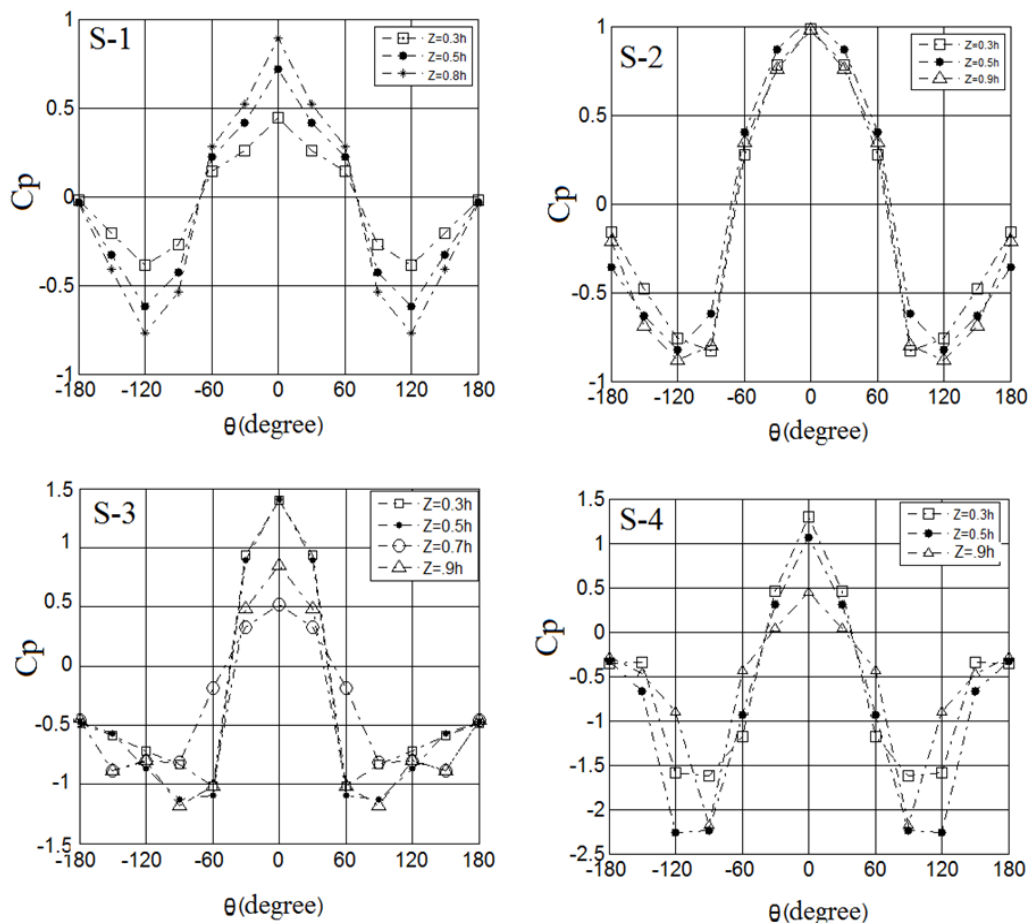 S-1
Z=0.3h
Z=0.5h
Z=0.8h
1
0.5
0
-0.5
-1
Cp
-180 -120 -60 0 60 120 180
θ(degree)
S-2
Z=0.3h
Z=0.5h
Z=0.9h
1
0.5
0
-0.5
-1
Cp
-180 -120 -60 0 60 120 180
θ(degree)
S-3
Z=0.3h
Z=0.5h
Z=0.7h
Z=.9h
1.5
1
0.5
0
-0.5
-1
-1.5
Cp
-180 -120 -60 0 60 120 180
θ(degree)
S-4
Z=0.3h
Z=0.5h
Z=.9h
1.5
1
0.5
0
-0.5
-1
-1.5
-2
-2.5
Cp
-180 -120 -60 0 60 120 180
θ(degree)